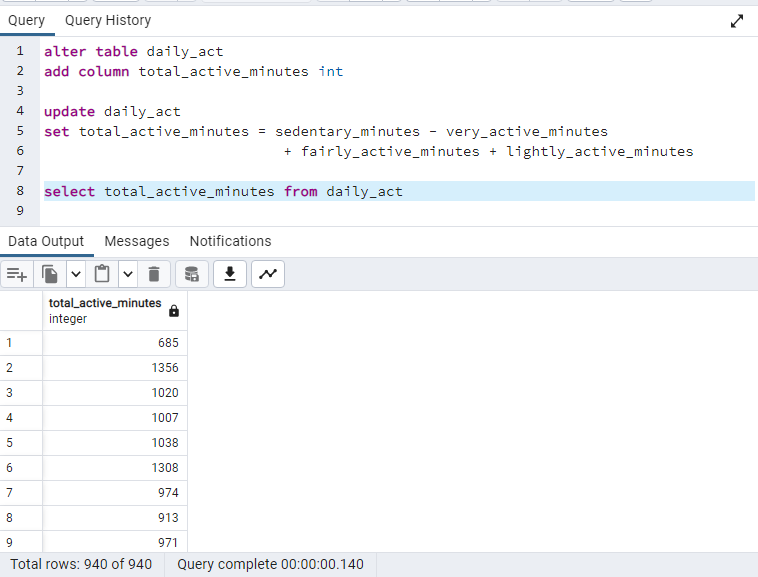 Query Query History
1 alter table daily_act
2 add column total_active_minutes int
3
4 update daily_act
5 set total_active_minutes = sedentary_minutes - very_active_minutes
6 + fairly_active_minutes + lightly_active_minutes
7
8 select total_active_minutes from daily_act
9
Data Output Messages Notifications
total_active_minutes
integer
1 685
2 1356
3 1020
4 1007
5 1038
6 1308
7 974
8 913
9 971
Total rows: 940 of 940 Query complete 00:00:00.140